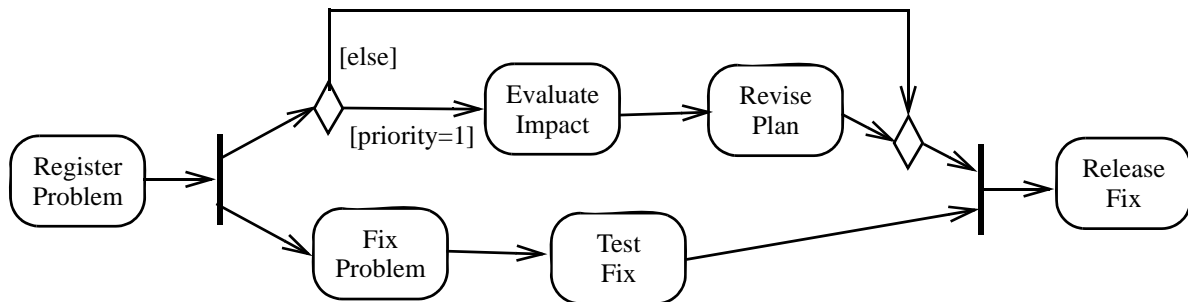 [else]
Evaluate
Impact
Revise
Plan
[priority=1]
Register
Problem
Release
Fix
Fix
Problem
Test
Fix